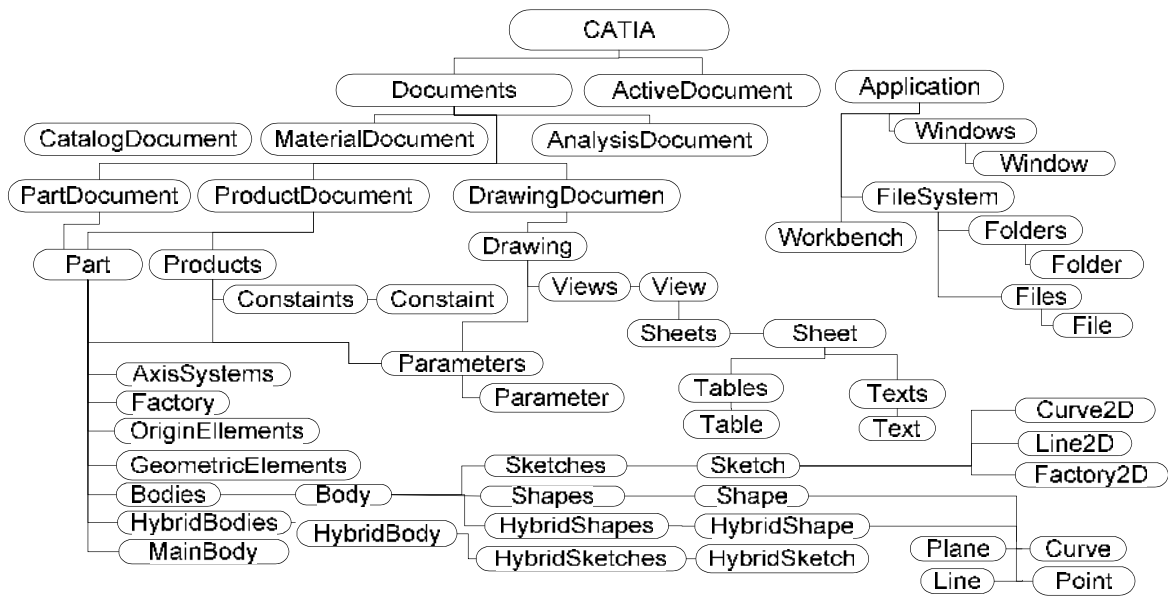 CATIA
Documents
ActiveDocument
Application
CatalogDocument
MaterialDocument
AnalysisDocument
Windows
Window
PartDocument
ProductDocument
DrawingDocumen
FileSystem
Workbench
Folders
Folder
Files
File
Part
Products
Drawing
Constaints
Constaint
Views
View
Sheets
Sheet
Parameters
Parameter
Tables
Table
Texts
Text
AxisSystems
Factory
OriginEllements
GeometricElements
Bodies
Body
HybridBodies
HybridBody
MainBody
Sketches
Sketch
Shapes
Shape
HybridShapes
HybridShape
HybridSketches
HybridSketch
Curve2D
Line2D
Factory2D
Plane
Curve
Line
Point